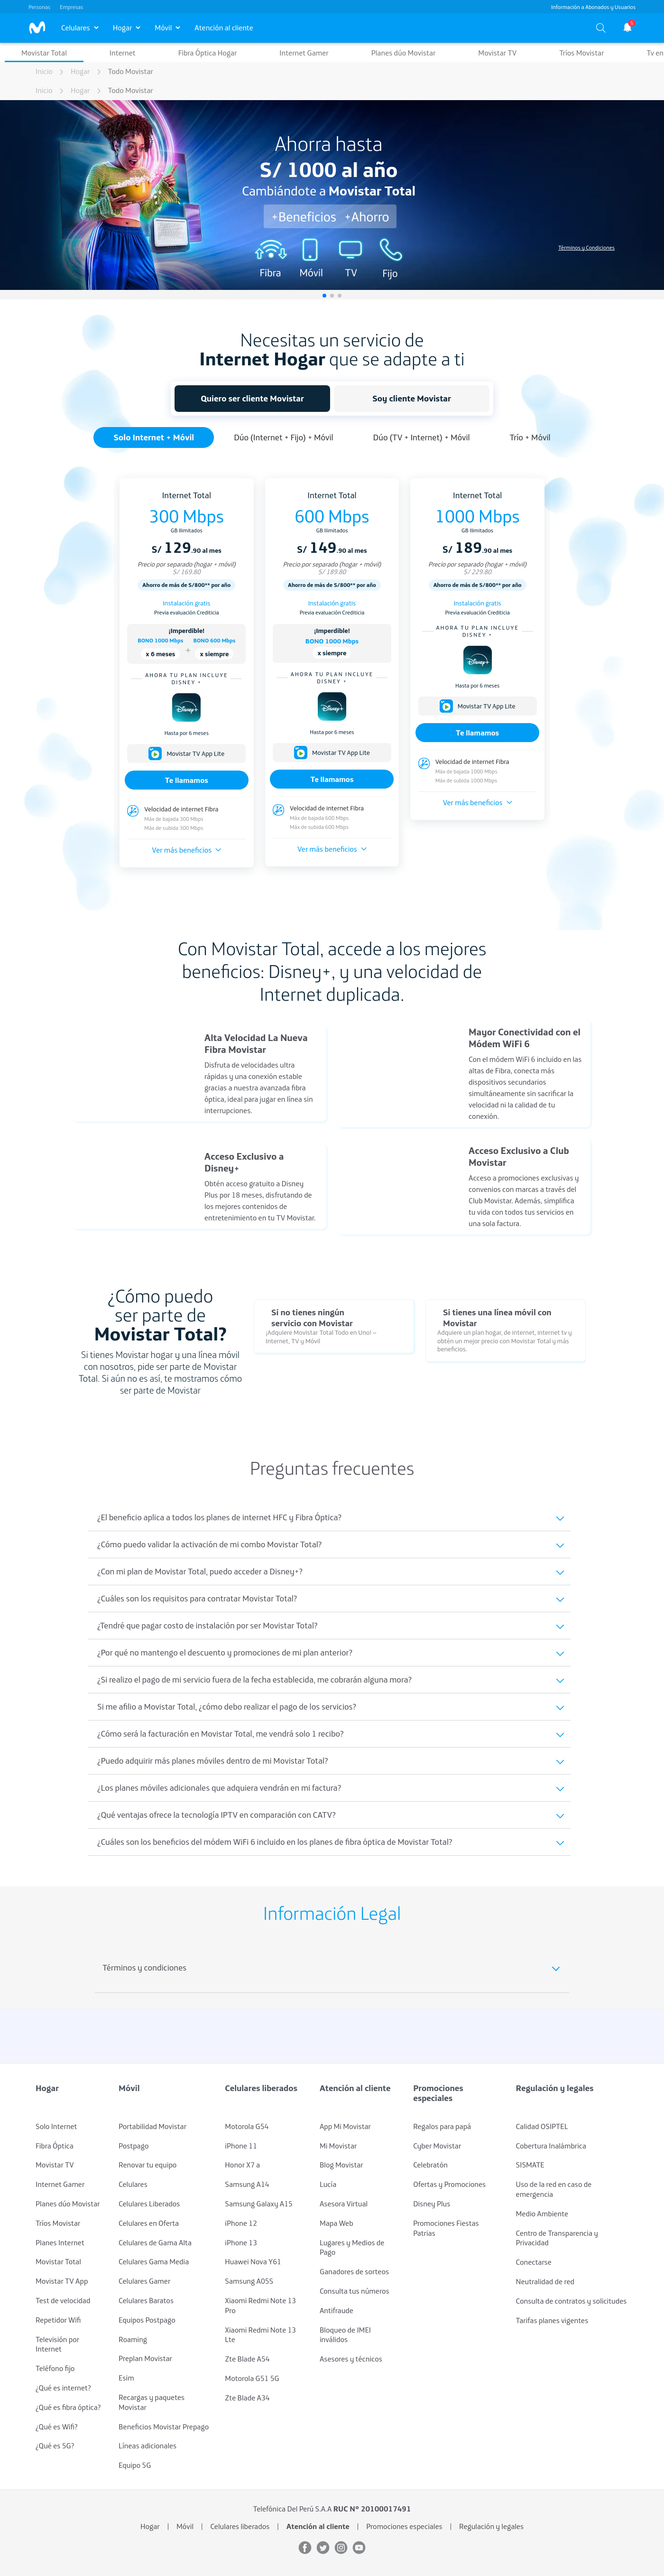 Personas Empresas Información a Abonados y Usuarios
Celulares Hogar Móvil Atención al cliente 5
Movistar Total Internet Fibra Óptica Hogar Internet Gamer Planes dúo Movistar Movistar TV Tríos Movistar Tv en
Inicio Hogar Todo Movistar
Inicio Hogar Todo Movistar
Ahorra hasta
S/ 1000 al año
Cambiándote a Movistar Total
+Beneficios +Ahorro
Fibra Móvil TV Fijo
Términos y Condiciones
Necesitas un servicio de
Internet Hogar que se adapte a ti
Quiero ser cliente Movistar Soy cliente Movistar
Solo Internet + Móvil Dúo (Internet + Fijo) + Móvil Dúo (TV + Internet) + Móvil Trío + Móvil
Internet Total
300 Mbps
GB Ilimitados
S/ 129.90 al mes
Precio por separado (hogar + móvil)
S/ 169.80
Ahorro de más de S/800** por año
Instalación gratis
Previa evaluación Crediticia
¡Imperdible!
BONO 1000 Mbps BONO 600 Mbps
x 6 meses + x siempre
AHORA TU PLAN INCLUYE
DISNEY +
Disney+
Hasta por 6 meses
Movistar TV App Lite
Te llamamos
Velocidad de internet Fibra
Máx de bajada 300 Mbps
Máx de subida 300 Mbps
Ver más beneficios
Internet Total
600 Mbps
GB Ilimitados
S/ 149.90 al mes
Precio por separado (hogar + móvil)
S/ 189.80
Ahorro de más de S/800** por año
Instalación gratis
Previa evaluación Crediticia
¡Imperdible!
BONO 1000 Mbps
x siempre
AHORA TU PLAN INCLUYE
DISNEY +
Disney+
Hasta por 6 meses
Movistar TV App Lite
Te llamamos
Velocidad de internet Fibra
Máx de bajada 600 Mbps
Máx de subida 600 Mbps
Ver más beneficios
Internet Total
1000 Mbps
GB Ilimitados
S/ 189.90 al mes
Precio por separado (hogar + móvil)
S/ 229.80
Ahorro de más de S/800** por año
Instalación gratis
Previa evaluación Crediticia
AHORA TU PLAN INCLUYE
DISNEY +
Disney+
Hasta por 6 meses
Movistar TV App Lite
Te llamamos
Velocidad de internet Fibra
Máx de bajada 1000 Mbps
Máx de subida 1000 Mbps
Ver más beneficios
Con Movistar Total, accede a los mejores
beneficios: Disney+, y una velocidad de
Internet duplicada.
Alta Velocidad La Nueva
Fibra Movistar
Disfruta de velocidades ultra
rápidas y una conexión estable
gracias a nuestra avanzada fibra
óptica, ideal para jugar en línea sin
interrupciones.
Mayor Conectividad con el
Módem WiFi 6
Con el módem WiFi 6 incluido en las
altas de Fibra, conecta más
dispositivos secundarios
simultáneamente sin sacrificar la
velocidad ni la calidad de tu
conexión.
Acceso Exclusivo a
Disney+
Obtén acceso gratuito a Disney
Plus por 18 meses, disfrutando de
los mejores contenidos de
entretenimiento en tu TV Movistar.
Acceso Exclusivo a Club
Movistar
Acceso a promociones exclusivas y
convenios con marcas a través del
Club Movistar. Además, simplifica
tu vida con todos tus servicios en
una sola factura.
¿Cómo puedo
ser parte de
Movistar Total?
Si tienes Movistar hogar y una línea móvil
con nosotros, pide ser parte de Movistar
Total. Si aún no es así, te mostramos cómo
ser parte de Movistar
Si no tienes ningún
servicio con Movistar
¡Adquiere Movistar Total Todo en Uno! –
Internet, TV y Móvil
Si tienes una línea móvil con
Movistar
Adquiere un plan hogar, de internet, internet tv y
obtén un mejor precio con Movistar Total y más
beneficios.
Preguntas frecuentes
¿El beneficio aplica a todos los planes de internet HFC y Fibra Óptica?
¿Cómo puedo validar la activación de mi combo Movistar Total?
¿Con mi plan de Movistar Total, puedo acceder a Disney+?
¿Cuáles son los requisitos para contratar Movistar Total?
¿Tendré que pagar costo de instalación por ser Movistar Total?
¿Por qué no mantengo el descuento y promociones de mi plan anterior?
¿Si realizo el pago de mi servicio fuera de la fecha establecida, me cobrarán alguna mora?
Si me afilio a Movistar Total, ¿cómo debo realizar el pago de los servicios?
¿Cómo será la facturación en Movistar Total, me vendrá solo 1 recibo?
¿Puedo adquirir más planes móviles dentro de mi Movistar Total?
¿Los planes móviles adicionales que adquiera vendrán en mi factura?
¿Qué ventajas ofrece la tecnología IPTV en comparación con CATV?
¿Cuáles son los beneficios del módem WiFi 6 incluido en los planes de fibra óptica de Movistar Total?
Información Legal
Términos y condiciones
Hogar
Solo Internet
Fibra Óptica
Movistar TV
Internet Gamer
Planes dúo Movistar
Tríos Movistar
Planes Internet
Movistar Total
Movistar TV App
Test de velocidad
Repetidor Wifi
Televisión por
Internet
Teléfono fijo
¿Qué es internet?
¿Qué es fibra óptica?
¿Qué es Wifi?
¿Qué es 5G?
Móvil
Portabilidad Movistar
Postpago
Renovar tu equipo
Celulares
Celulares Liberados
Celulares en Oferta
Celulares de Gama Alta
Celulares Gama Media
Celulares Gamer
Celulares Baratos
Equipos Postpago
Roaming
Preplan Movistar
Esim
Recargas y paquetes
Movistar
Beneficios Movistar Prepago
Líneas adicionales
Equipo 5G
Celulares liberados
Motorola G54
iPhone 11
Honor X7 a
Samsung A14
Samsung Galaxy A15
iPhone 12
iPhone 13
Huawei Nova Y61
Samsung A05S
Xiaomi Redmi Note 13
Pro
Xiaomi Redmi Note 13
Lte
Zte Blade A54
Motorola G51 5G
Zte Blade A34
Atención al cliente
App Mi Movistar
Mi Movistar
Blog Movistar
Lucía
Asesora Virtual
Mapa Web
Lugares y Medios de
Pago
Ganadores de sorteos
Consulta tus números
Antifraude
Bloqueo de IMEI
inválidos
Asesores y técnicos
Promociones
especiales
Regalos para papá
Cyber Movistar
Celebratón
Ofertas y Promociones
Disney Plus
Promociones Fiestas
Patrias
Regulación y legales
Calidad OSIPTEL
Cobertura Inalámbrica
SISMATE
Uso de la red en caso de
emergencia
Medio Ambiente
Centro de Transparencia y
Privacidad
Conectarse
Neutralidad de red
Consulta de contratos y solicitudes
Tarifas planes vigentes
Telefónica Del Perú S.A.A RUC Nº 20100017491
Hogar | Móvil | Celulares liberados | Atención al cliente | Promociones especiales | Regulación y legales